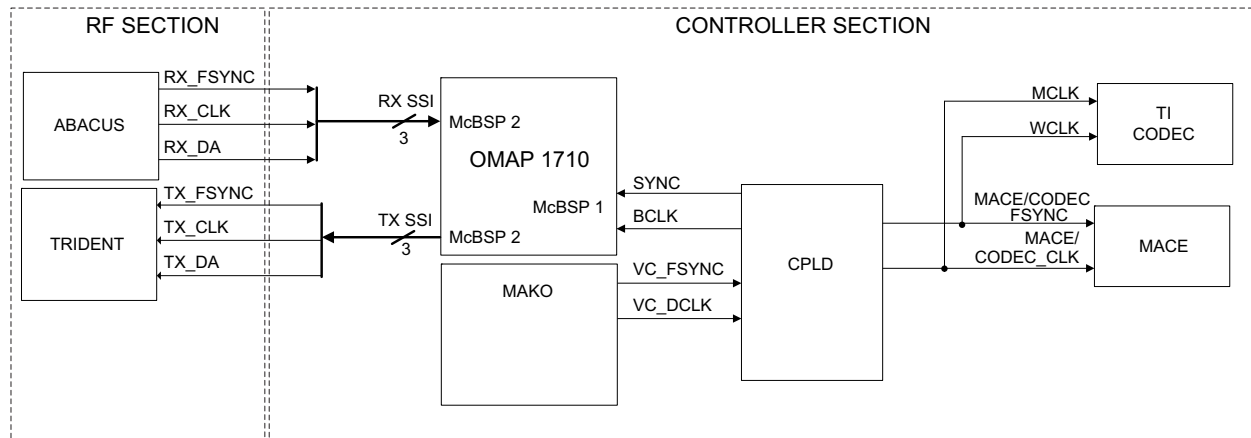 RF SECTION
CONTROLLER SECTION
ABACUS
RX_FSYNC
RX_CLK
RX_DA
RX SSI
3
McBSP 2
OMAP 1710
McBSP 1
McBSP 2
TRIDENT
TX_FSYNC
TX_CLK
TX_DA
TX SSI
3
MAKO
SYNC
BCLK
VC_FSYNC
VC_DCLK
CPLD
MCLK
WCLK
TI
CODEC
MACE/CODEC
FSYNC
MACE/
CODEC_CLK
MACE